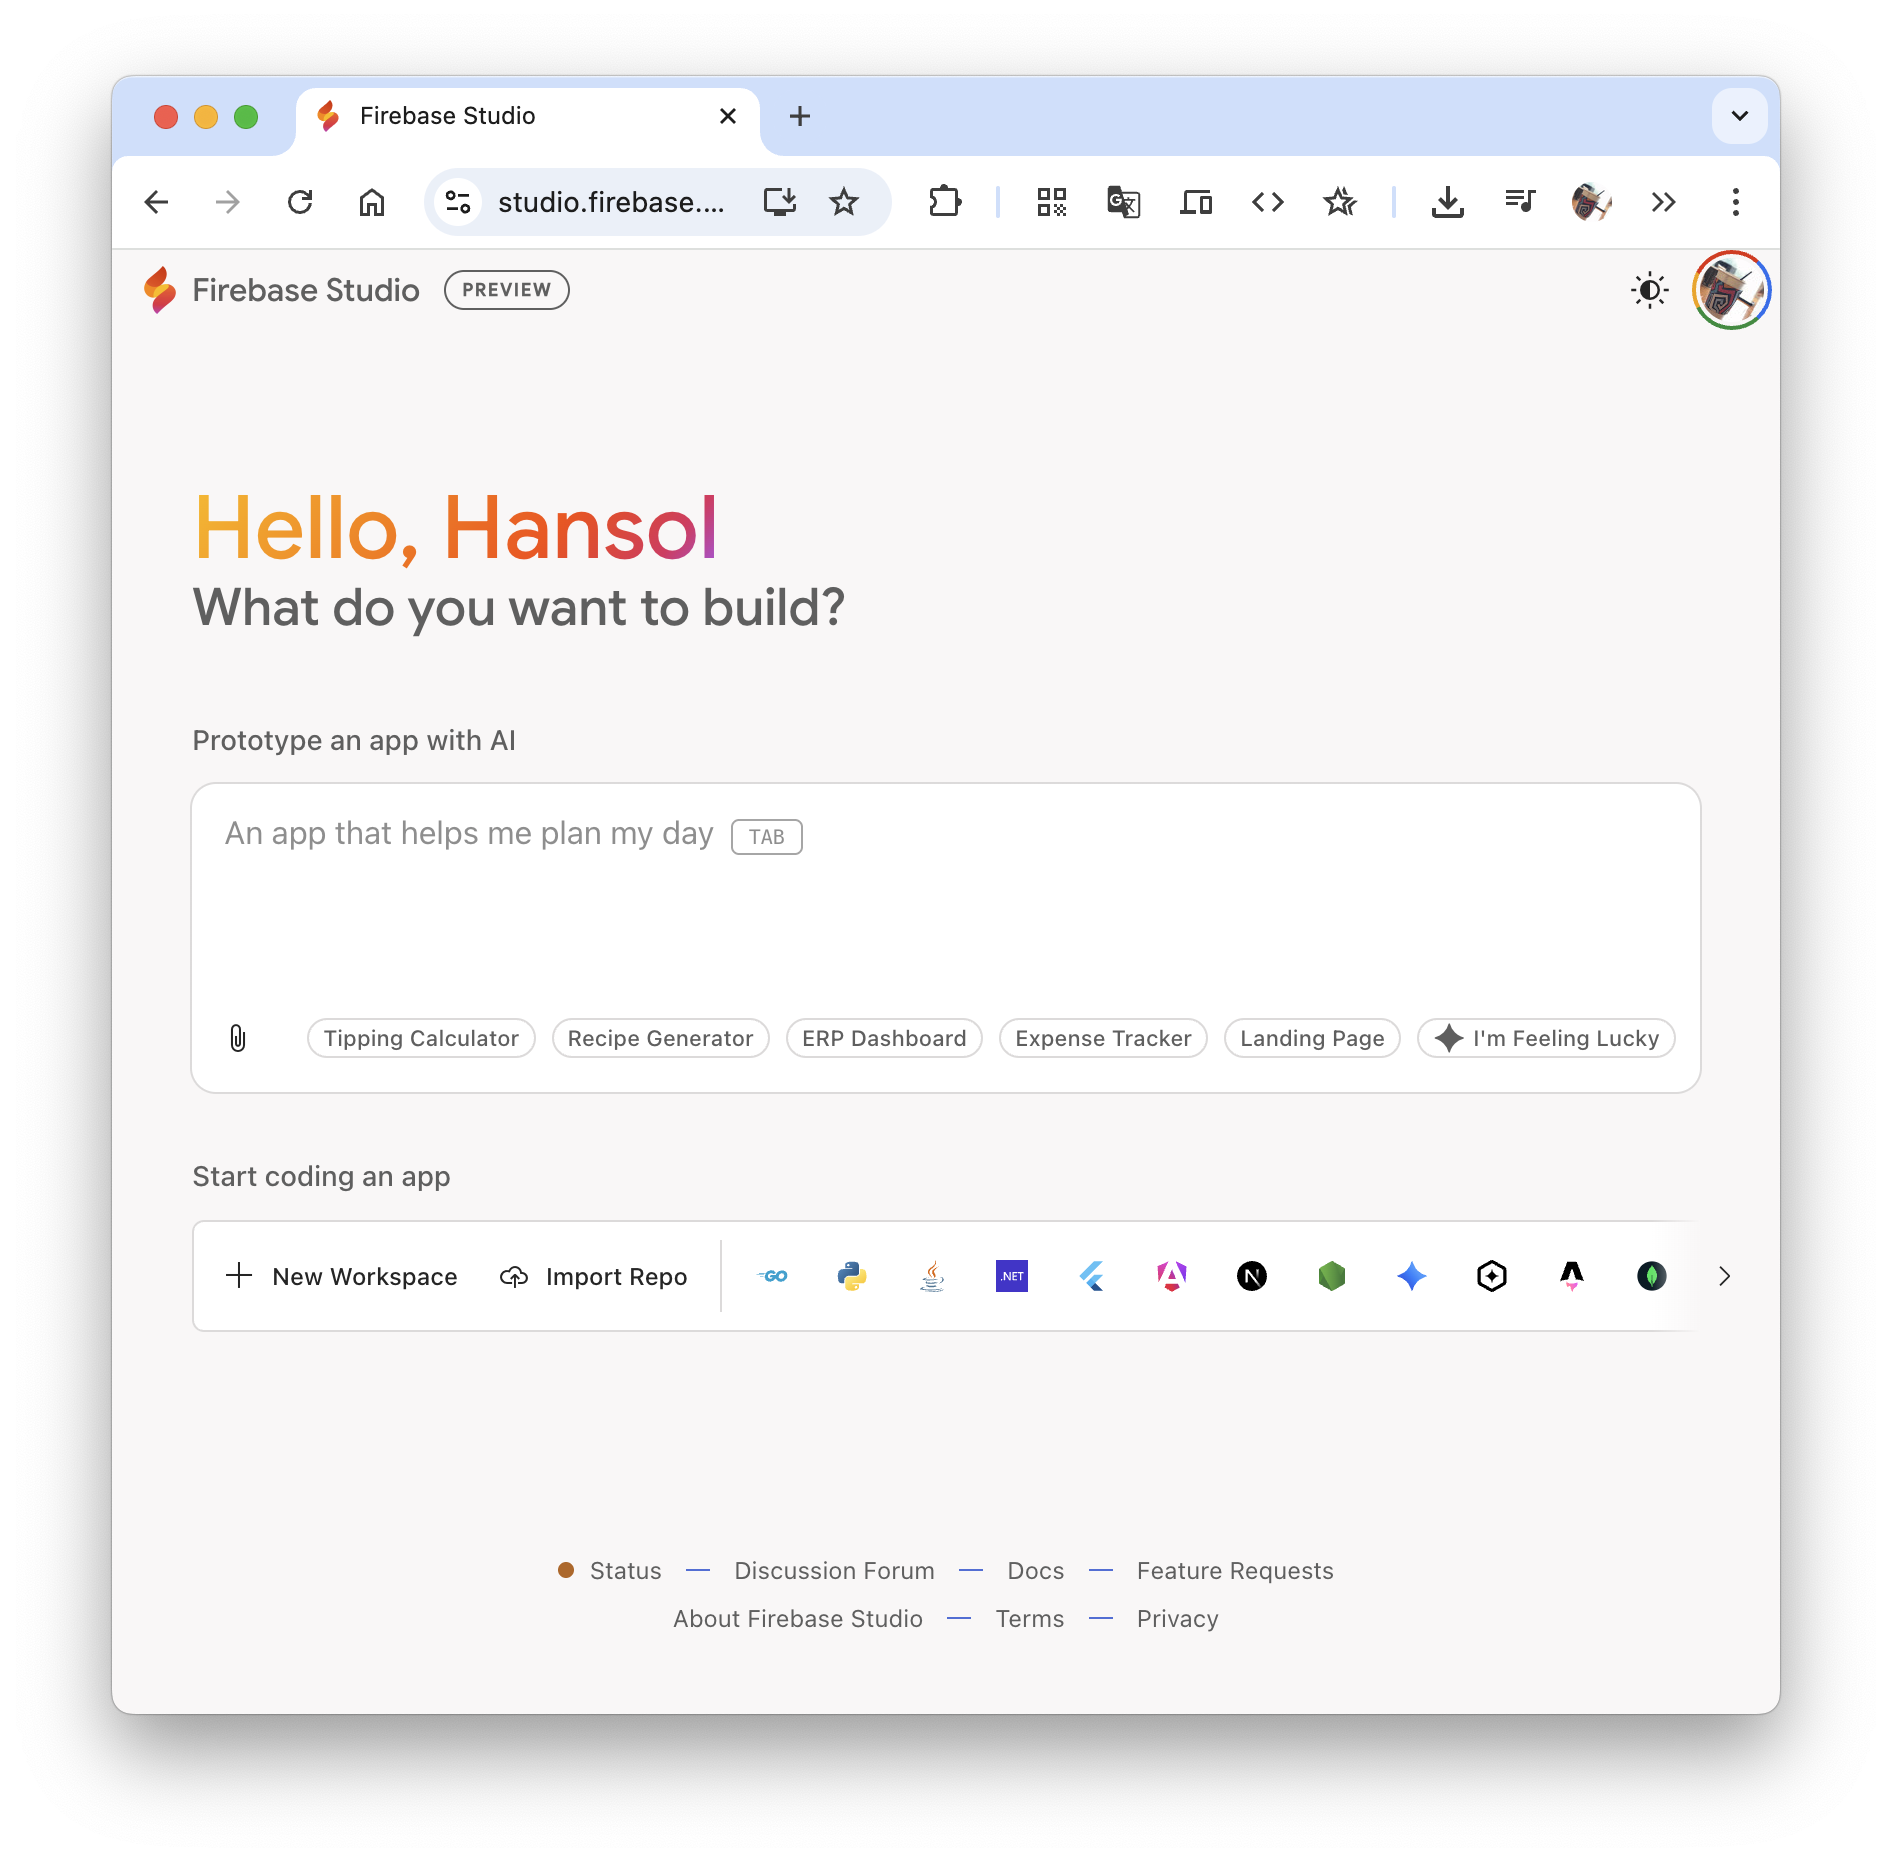 Firebase Studio
studio.firebase....
Firebase Studio PREVIEW
Hello, Hansol
What do you want to build?
Prototype an app with AI
An app that helps me plan my day TAB
Tipping Calculator Recipe Generator ERP Dashboard Expense Tracker Landing Page I'm Feeling Lucky
Start coding an app
New Workspace Import Repo GO .NET N
Status — Discussion Forum — Docs — Feature Requests
About Firebase Studio — Terms — Privacy